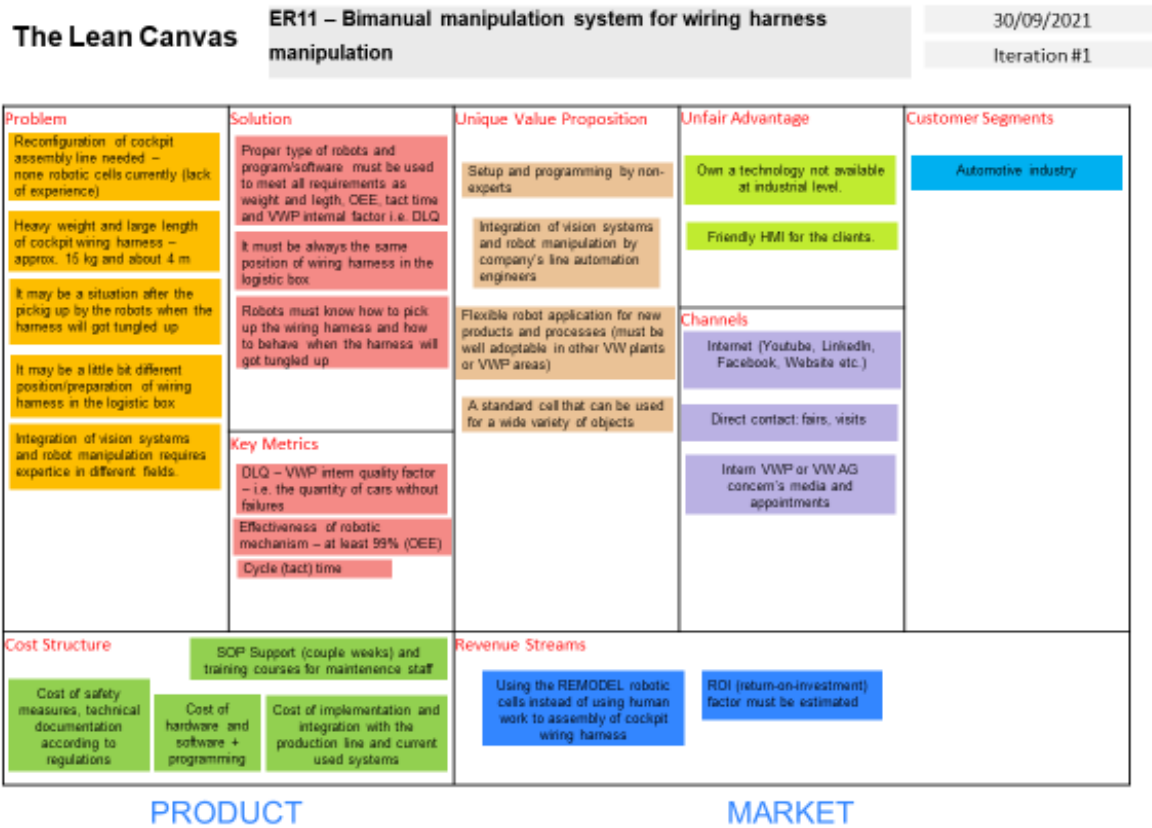 The Lean Canvas
ER11 – Bimanual manipulation system for wiring harness
manipulation
30/09/2021
Iteration #1
Problem
Reconfiguration of cockpit
assembly line needed –
none robotic cells currently (lack
of experience)
Heavy weight and large length
of cockpit wiring harness –
approx. 15 kg and about 4 m
It may be a situation after the
pickig up by the robots when the
harness will got tungled up
It may be a little bit different
position/preparation of wiring
harness in the logistic box
Integration of vision systems
and robot manipulation requires
expertice in different fields.
Solution
Proper type of robots and
program/software must be used
to meet all requirements as
weight and legth, OEE, tact time
and VWP internal factor i.e. DLQ
It must be always the same
position of wiring harness in the
logistic box
Robots must know how to pick
up the wiring harness and how
to behave when the harness will
got tungled up
Key Metrics
DLQ – VWP intern quality factor
– i.e. the quantity of cars without
failures
Effectiveness of robotic
mechanism – at least 99% (OEE)
Cycle (tact) time
Unique Value Proposition
Setup and programming by non-
experts
Integration of vision systems
and robot manipulation by
company's line automation
engineers
Flexible robot application for new
products and processes (must be
well adoptable in other VW plants
or VWP areas)
A standard cell that can be used
for a wide variety of objects
Unfair Advantage
Own a technology not available
at industrial level.
Friendly HMI for the clients.
Channels
Internet (Youtube, LinkedIn,
Facebook, Website etc.)
Direct contact: fairs, visits
Intern VWP or VW AG
concern's media and
appointments
Customer Segments
Automotive industry
Cost Structure
SOP Support (couple weeks) and
training courses for maintenence staff
Cost of safety
measures, technical
documentation
according to
regulations
Cost of
hardware and
software +
programming
Cost of implementation and
integration with the
production line and current
used systems
Revenue Streams
Using the REMODEL robotic
cells instead of using human
work to assembly of cockpit
wiring harness
ROI (return-on-investment)
factor must be estimated
PRODUCT
MARKET